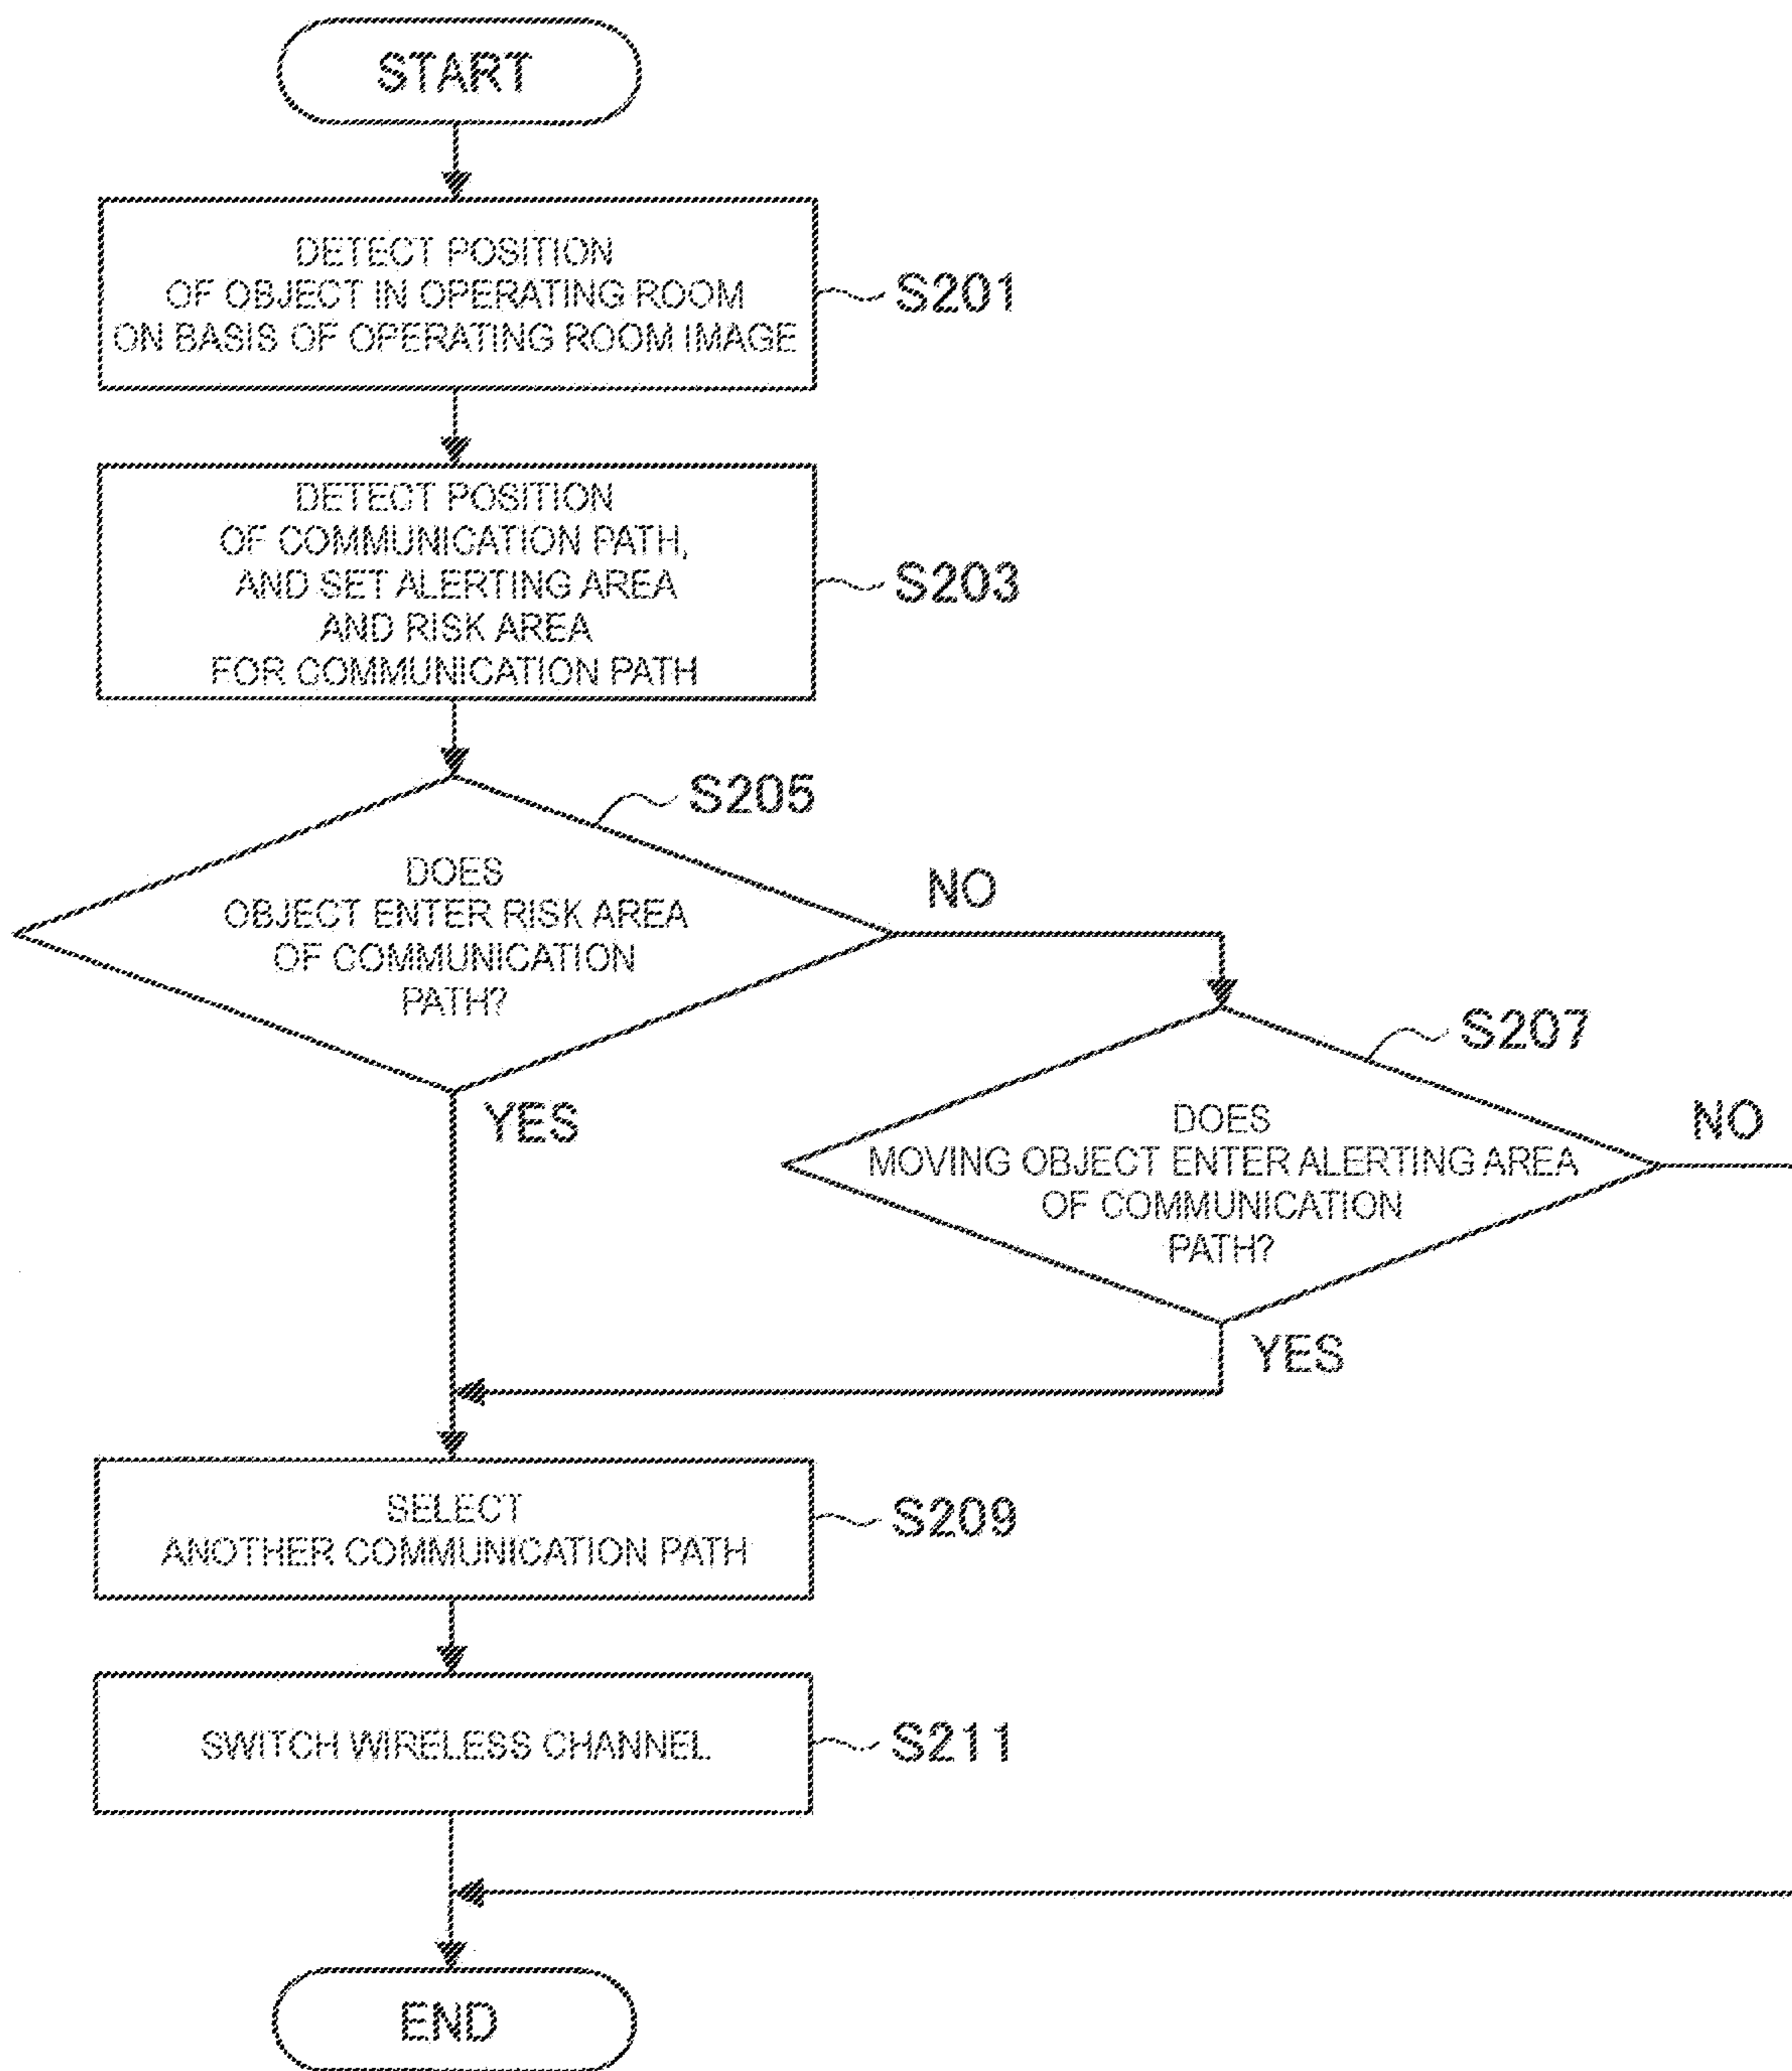 START
DETECT POSITION
OF OBJECT IN OPERATING ROOM
ON BASIS OF OPERATING ROOM IMAGE
S201
DETECT POSITION
OF COMMUNICATION PATH,
AND SET ALERTING AREA
AND RISK AREA
FOR COMMUNICATION PATH
S203
S205
DOES
OBJECT ENTER RISK AREA
OF COMMUNICATION
PATH?
NO
YES
S207
DOES
MOVING OBJECT ENTER ALERTING AREA
OF COMMUNICATION
PATH?
NO
YES
SELECT
ANOTHER COMMUNICATION PATH
S209
SWITCH WIRELESS CHANNEL
S211
END